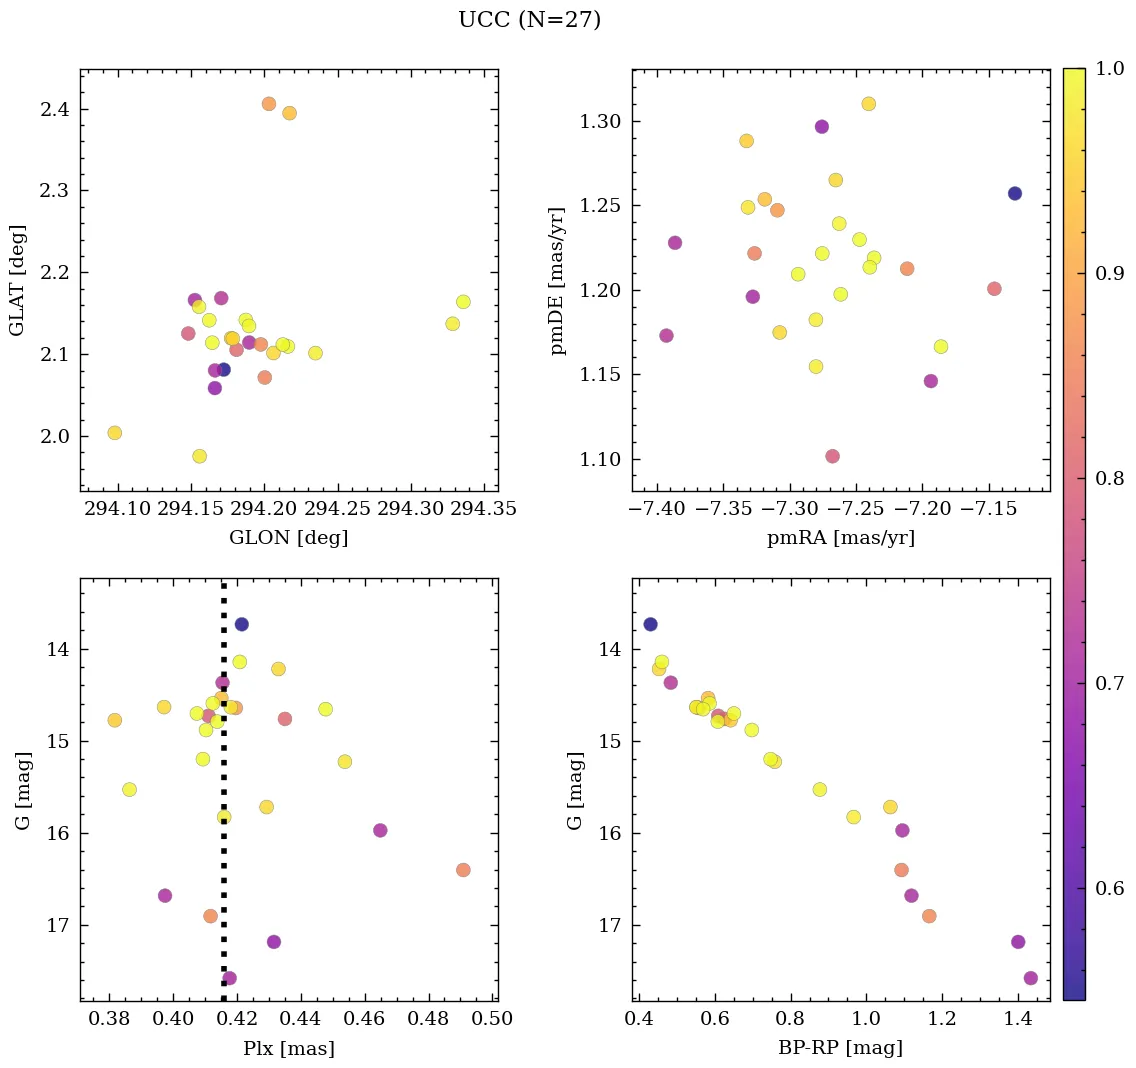 UCC (N=27)
2.4
2.3
2.2
2.1
2.0
GLAT [deg]
294.10 294.15 294.20 294.25 294.30 294.35
GLON [deg]
1.30
1.25
1.20
1.15
1.10
pmDE [mas/yr]
−7.40 −7.35 −7.30 −7.25 −7.20 −7.15
pmRA [mas/yr]
14
15
16
17
G [mag]
0.38 0.40 0.42 0.44 0.46 0.48 0.50
Plx [mas]
14
15
16
17
G [mag]
0.4 0.6 0.8 1.0 1.2 1.4
BP-RP [mag]
1.0
0.9
0.8
0.7
0.6